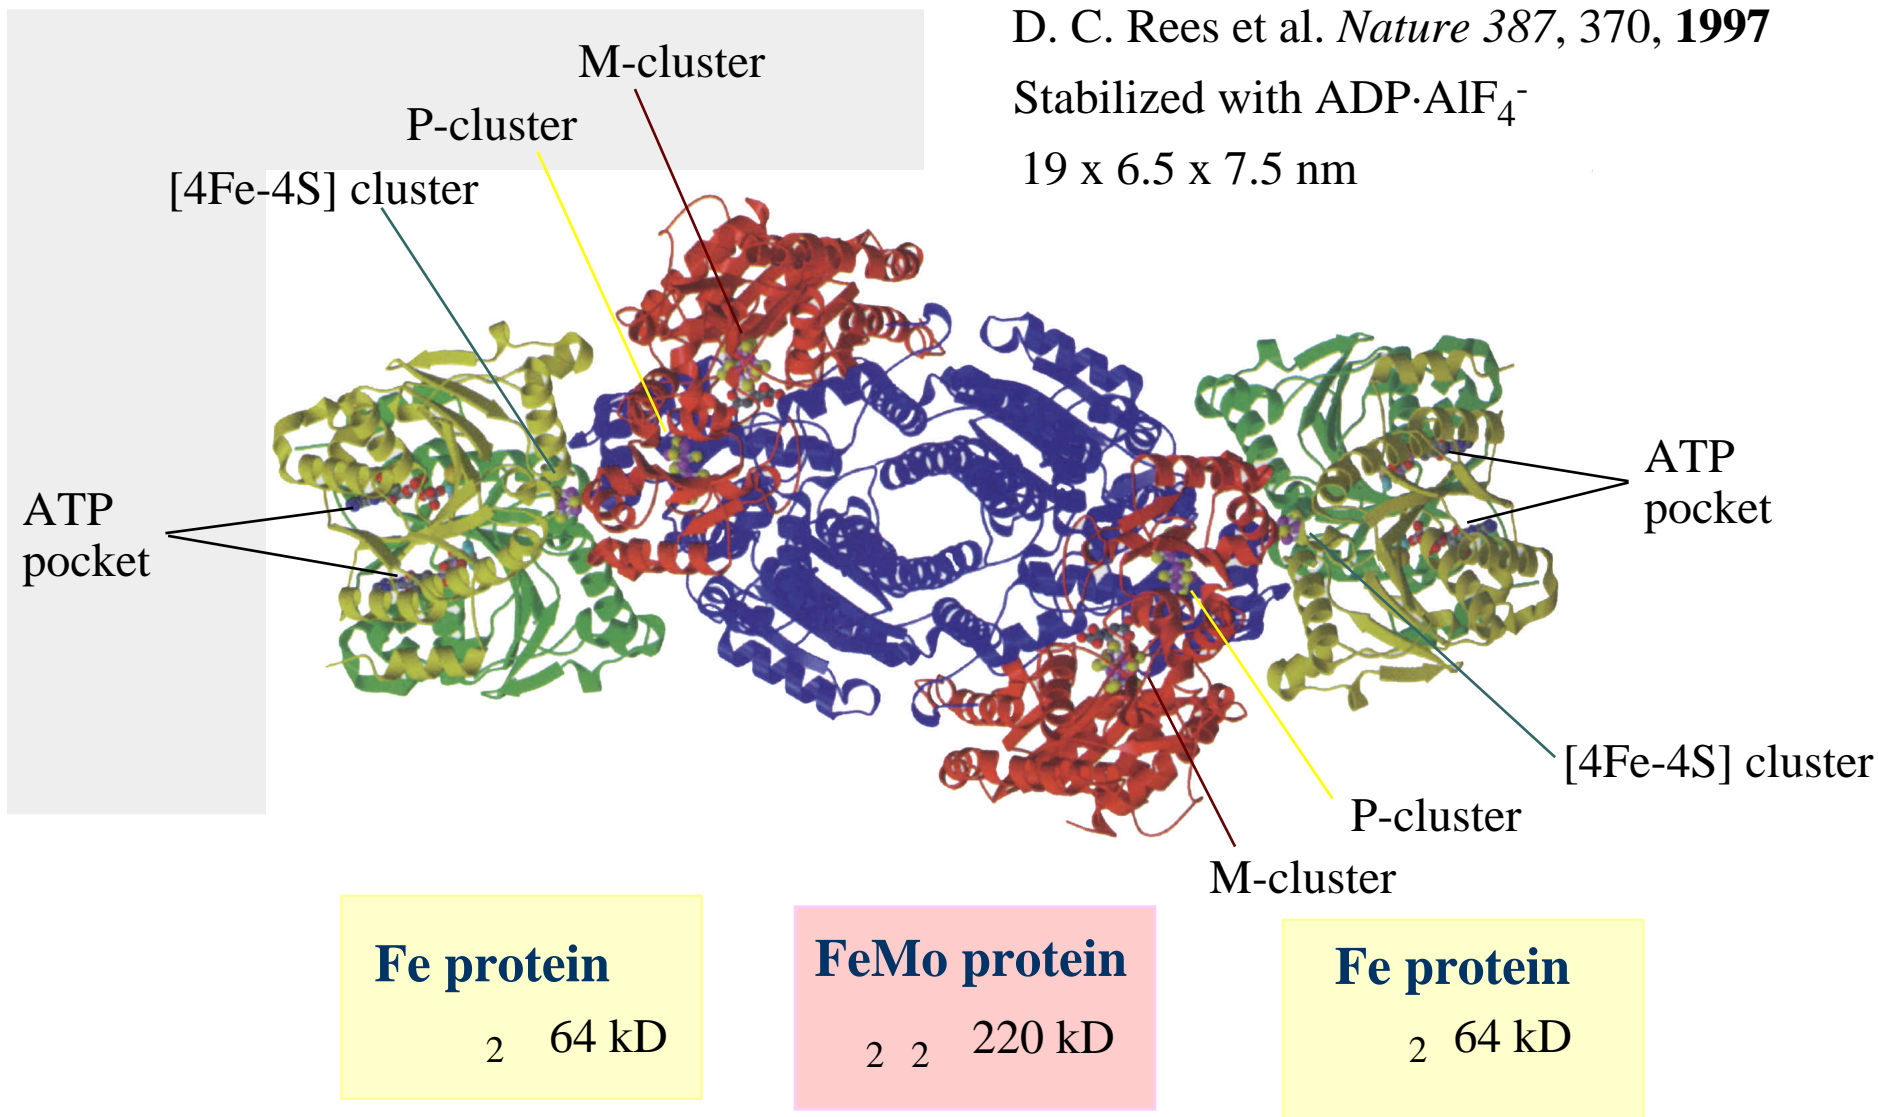 D. C. Rees et al. Nature 387, 370, 1997
Stabilized with ADP·AlF₄⁻
19 x 6.5 x 7.5 nm
M-cluster
P-cluster
[4Fe-4S] cluster
ATP
pocket
ATP
pocket
[4Fe-4S] cluster
P-cluster
M-cluster
Fe protein
₂ 64 kD
FeMo protein
₂ ₂ 220 kD
Fe protein
₂ 64 kD